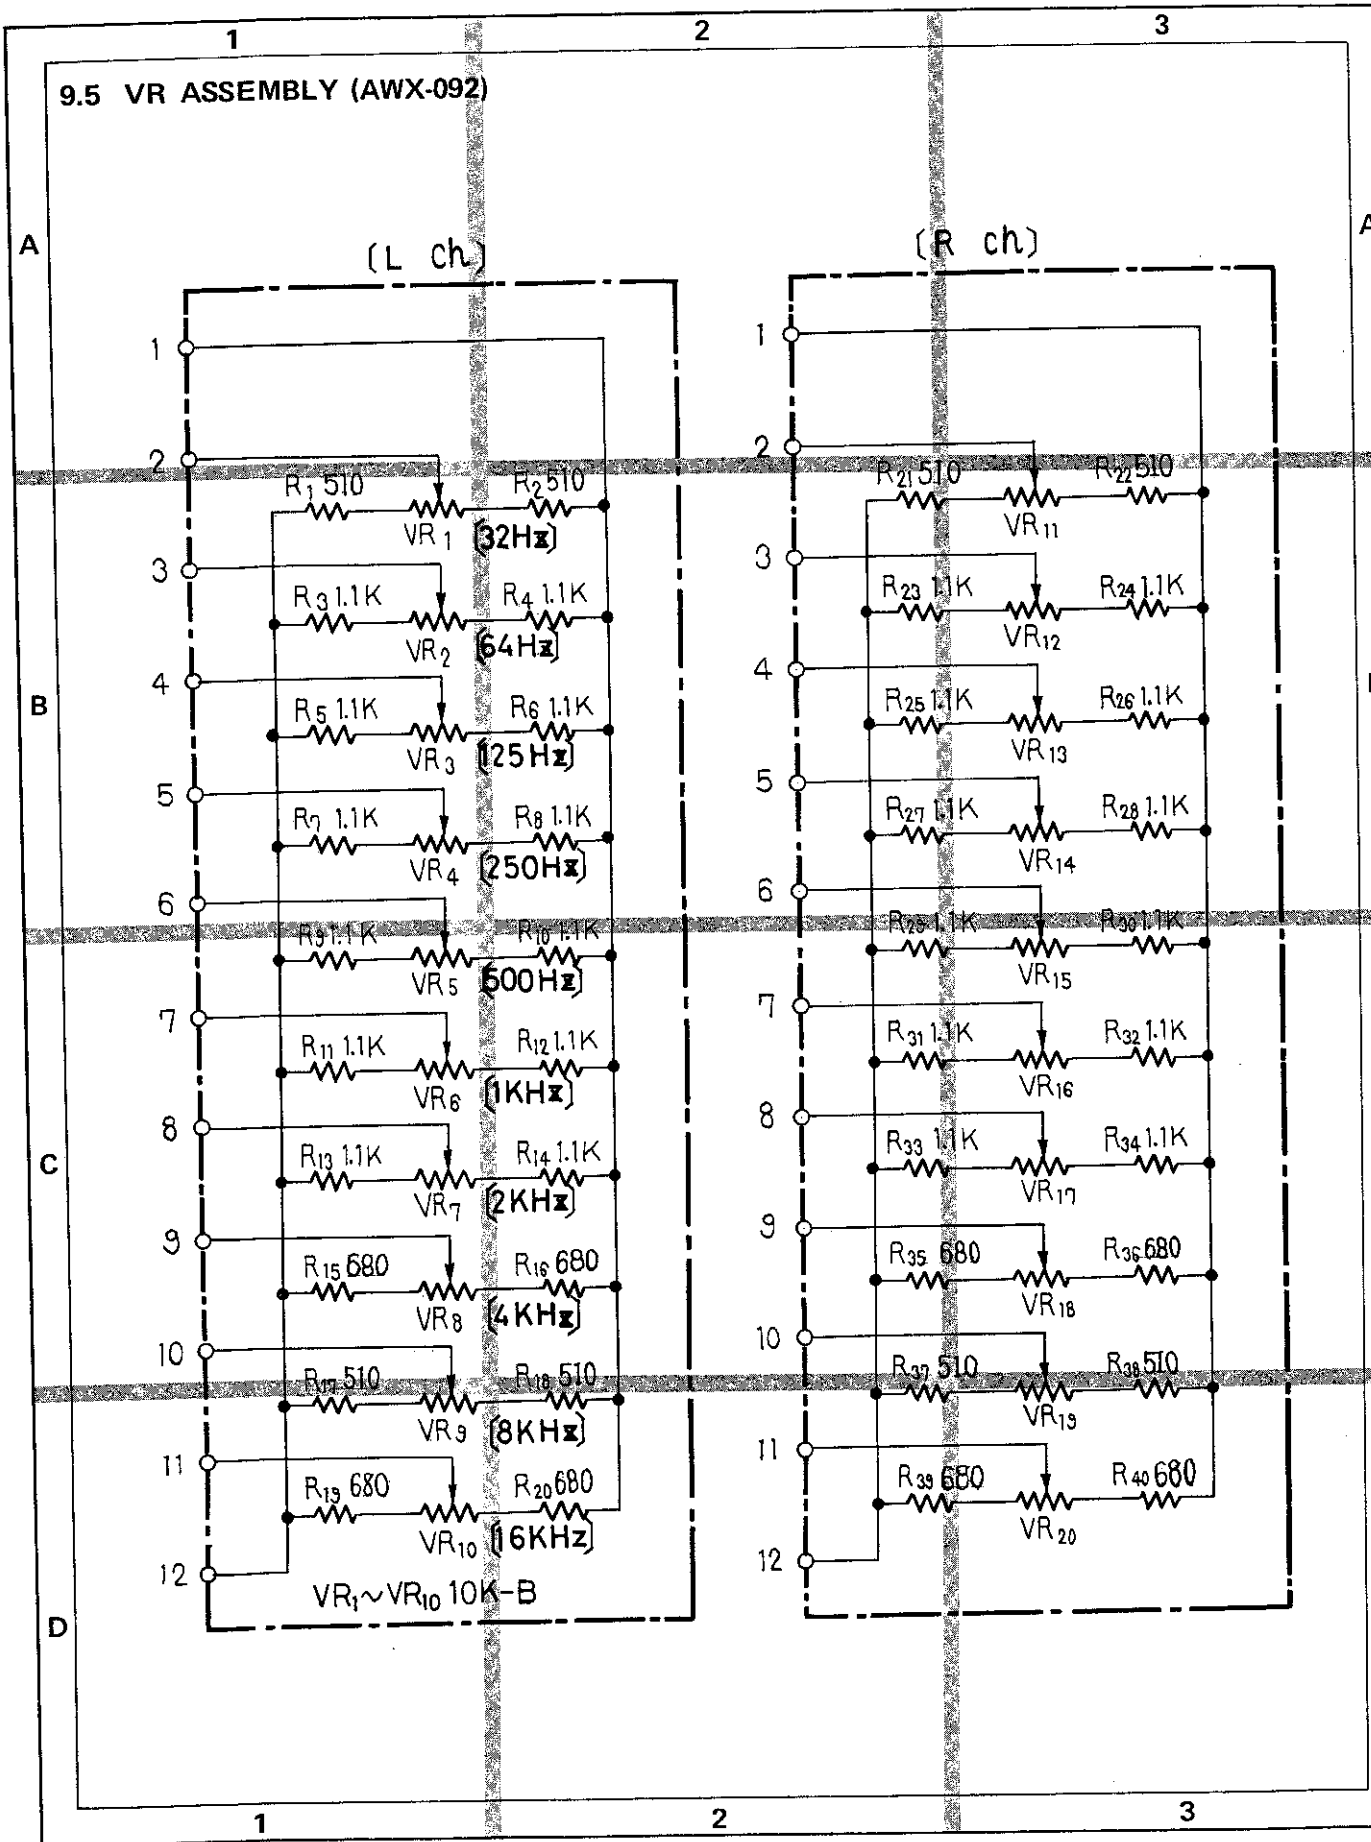 1 2 3
9.5 VR ASSEMBLY (AWX-092)
A A
(L ch) (R ch)
1 1
2 2
R1 510 R2 510 R21 510 R22 510
VR1 (32Hz) VR11
3 3
R3 1.1K R4 1.1K R23 1.1K R24 1.1K
VR2 (64Hz) VR12
4 4
B
R5 1.1K R6 1.1K R25 1.1K R26 1.1K
VR3 (125Hz) VR13
5 5
R7 1.1K R8 1.1K R27 1.1K R28 1.1K
VR4 (250Hz) VR14
6 6
R9 1.1K R10 1.1K R29 1.1K R30 1.1K
VR5 (500Hz) VR15
7 7
R11 1.1K R12 1.1K R31 1.1K R32 1.1K
VR6 (1KHz) VR16
8 8
C
R13 1.1K R14 1.1K R33 1.1K R34 1.1K
VR7 (2KHz) VR17
9 9
R15 680 R16 680 R35 680 R36 680
VR8 (4KHz) VR18
10 10
R17 510 R18 510 R37 510 R38 510
VR9 (8KHz) VR19
11 11
R19 680 R20 680 R39 680 R40 680
VR10 (16KHz) VR20
12 12
VR1~VR10 10K-B
D
1 2 3